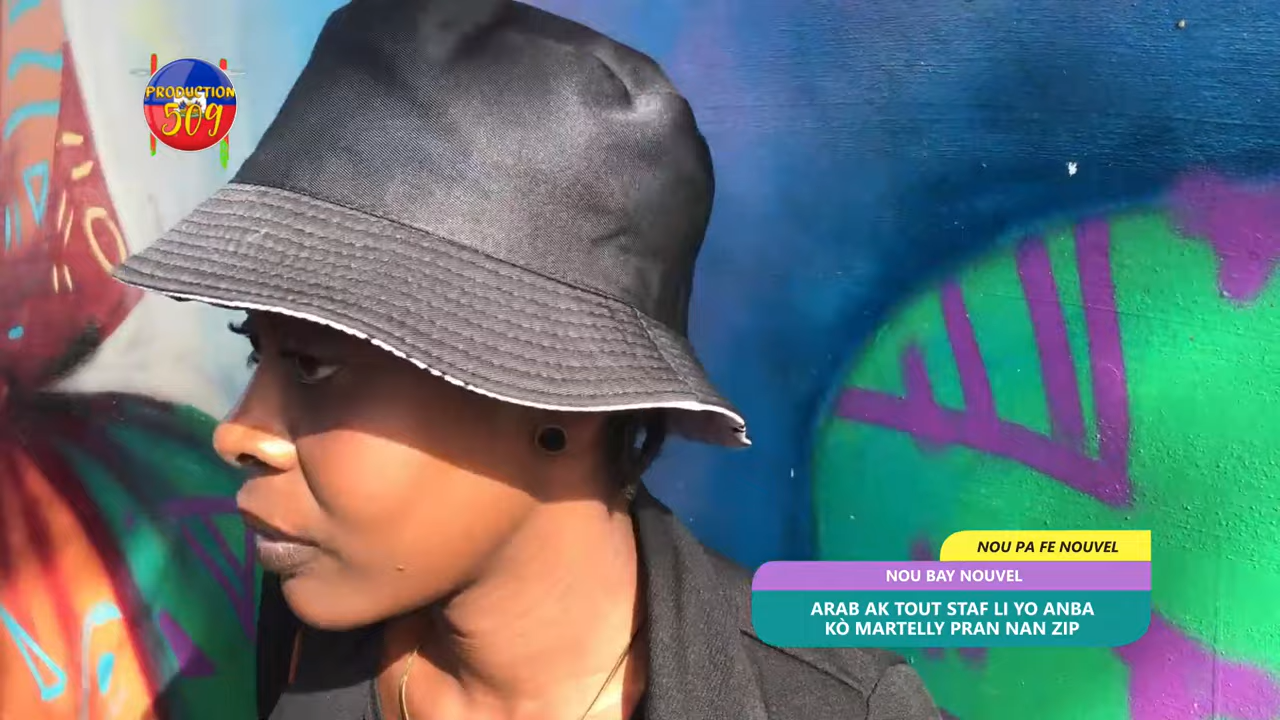 PRODUCTION
509
NOU PA FE NOUVEL
NOU BAY NOUVEL
ARAB AK TOUT STAF LI YO ANBA
KÒ MARTELLY PRAN NAN ZIP